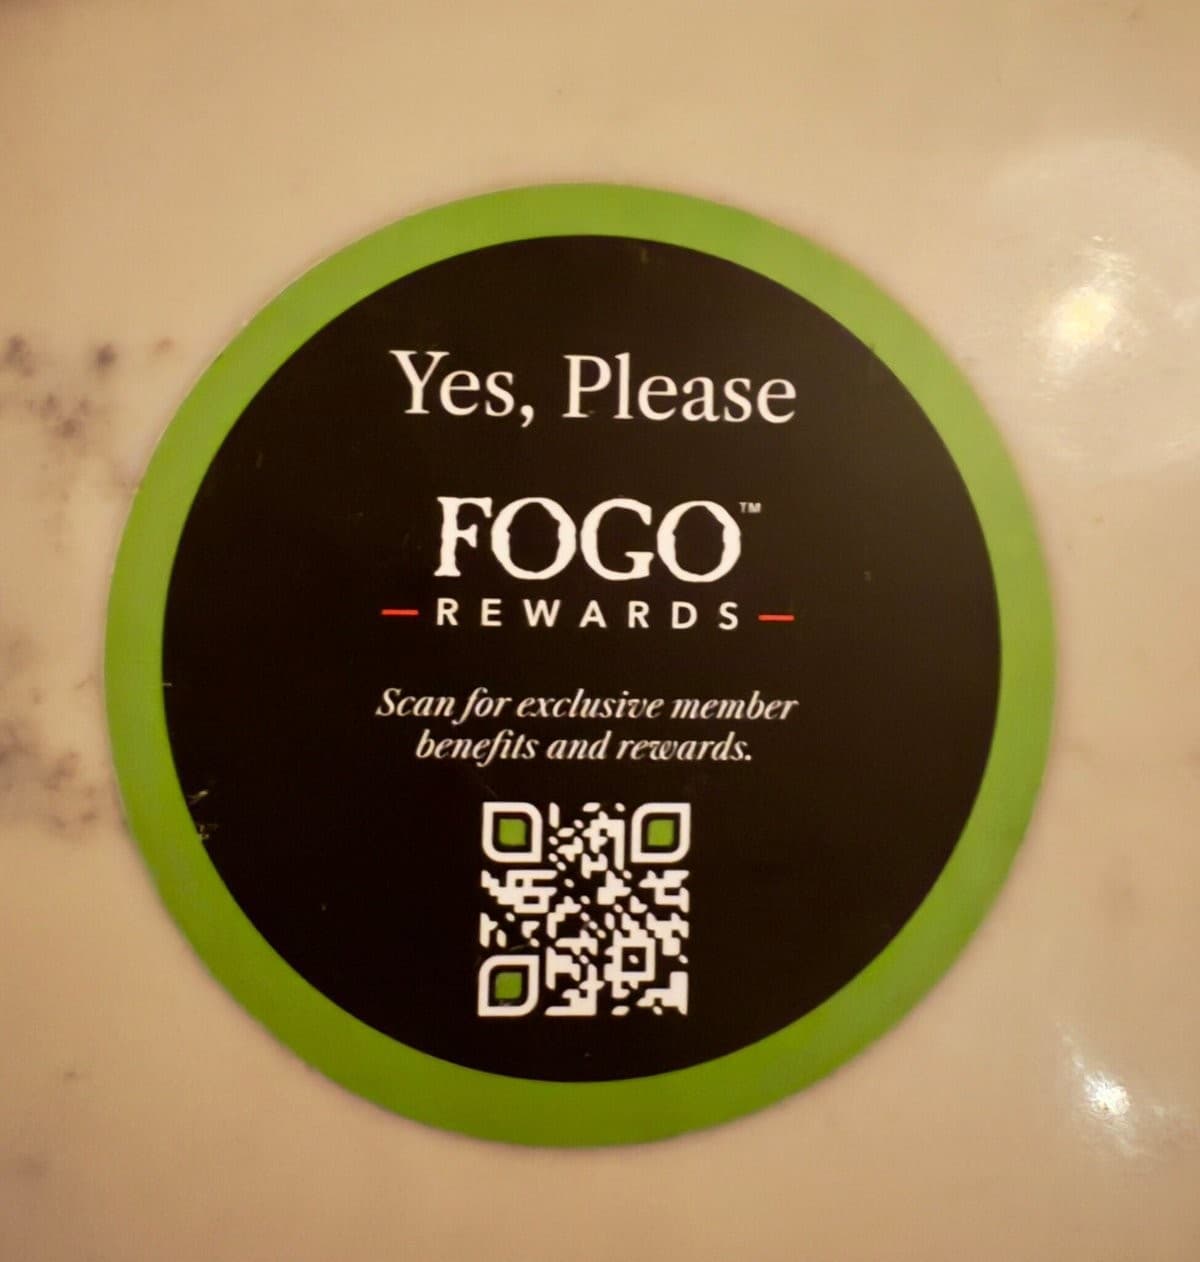 Yes, Please
FOGO™
REWARDS
Scan for exclusive member
benefits and rewards.